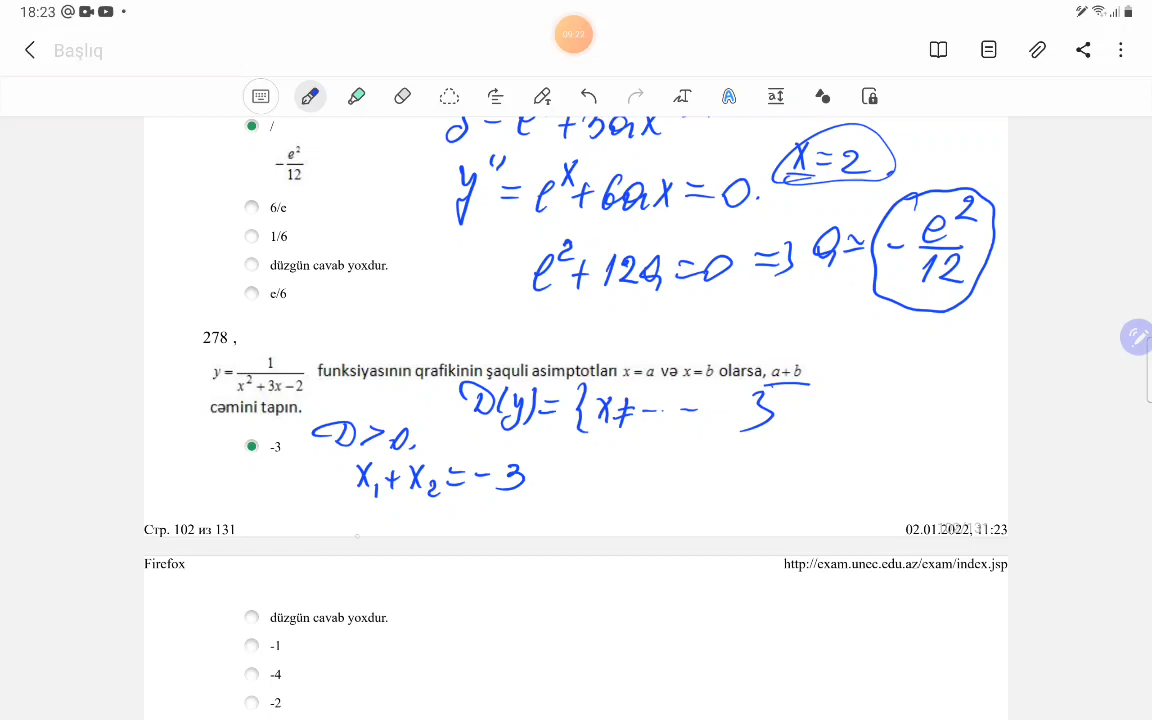 18:23
09:22
Başlıq
/
-e²/12
6/e
1/6
düzgün cavab yoxdur.
e/6
y''= e^x+6ax=0.
x=2
e²+12a=0 => a = -e²/12
278 ,
y = 1/(x²+3x-2) funksiyasının qrafikinin şaquli asimptotları x = a və x = b olarsa, a+b
cəmini tapın.
D(y)= {x≠--- }
-3
D>0.
x₁+x₂=-3
Стр. 102 из 131
02.01.2022, 11:23
Firefox
http://exam.unec.edu.az/exam/index.jsp
düzgün cavab yoxdur.
-1
-4
-2